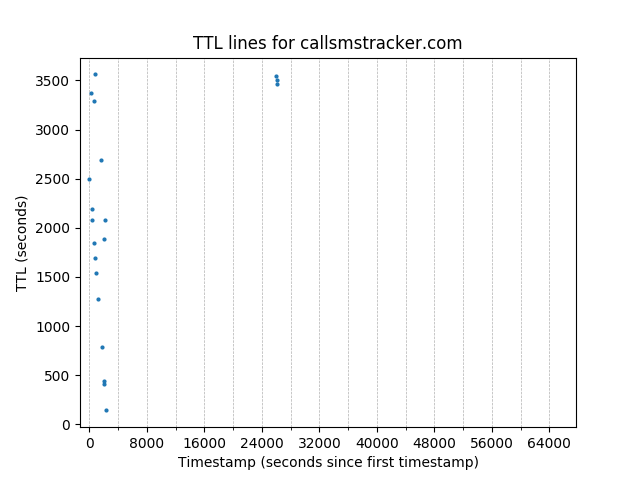 TTL lines for callsmstracker.com
3500
3000
2500
2000
1500
1000
500
0
TTL (seconds)
0 8000 16000 24000 32000 40000 48000 56000 64000
Timestamp (seconds since first timestamp)